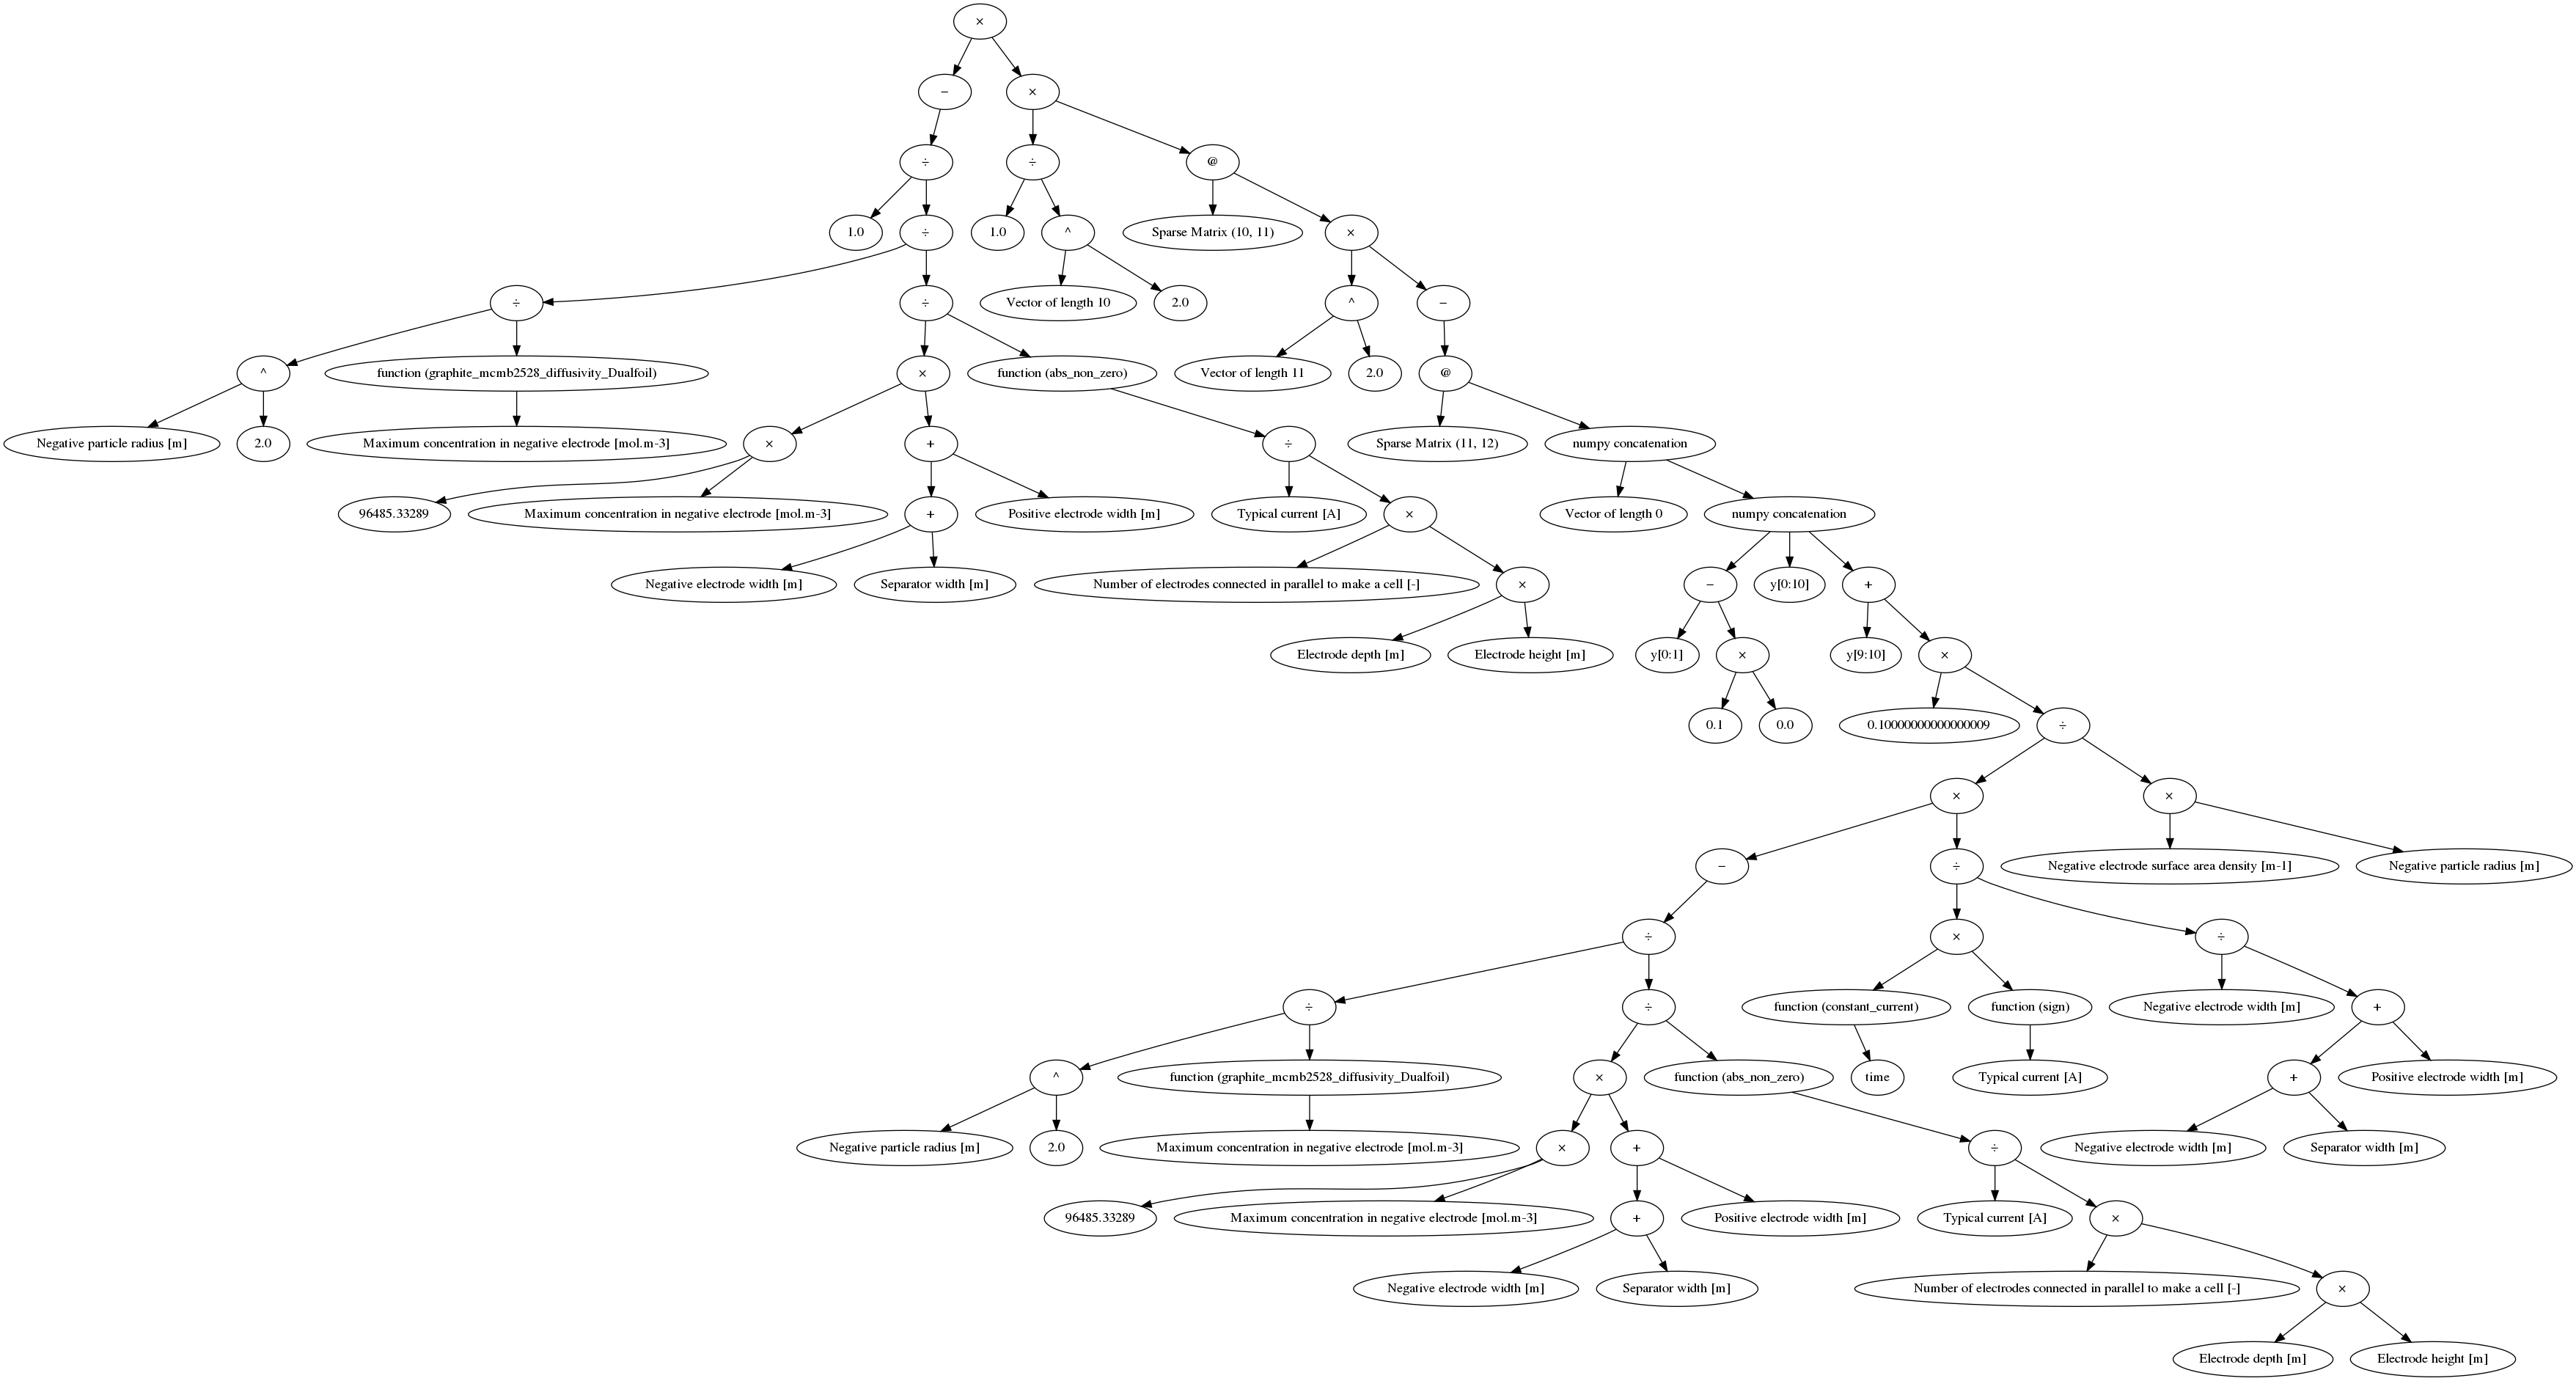 ×
− ×
÷ ÷ @
1.0 ÷ 1.0 ^ Sparse Matrix (10, 11) ×
÷ ÷ Vector of length 10 2.0 ^ −
^ function (graphite_mcmb2528_diffusivity_Dualfoil) × function (abs_non_zero) Vector of length 11 2.0 @
Negative particle radius [m] 2.0 Maximum concentration in negative electrode [mol.m-3] × + ÷ Sparse Matrix (11, 12) numpy concatenation
96485.33289 Maximum concentration in negative electrode [mol.m-3] + Positive electrode width [m] Typical current [A] × Vector of length 0 numpy concatenation
Negative electrode width [m] Separator width [m] Number of electrodes connected in parallel to make a cell [-] × − y[0:10] +
Electrode depth [m] Electrode height [m] y[0:1] × y[9:10] ×
0.1 0.0 0.10000000000000009 ÷
× ×
− ÷ Negative electrode surface area density [m-1] Negative particle radius [m]
÷ × ÷
÷ ÷ function (constant_current) function (sign) Negative electrode width [m] +
^ function (graphite_mcmb2528_diffusivity_Dualfoil) × function (abs_non_zero) time Typical current [A] + Positive electrode width [m]
Negative particle radius [m] 2.0 Maximum concentration in negative electrode [mol.m-3] × + ÷ Negative electrode width [m] Separator width [m]
96485.33289 Maximum concentration in negative electrode [mol.m-3] + Positive electrode width [m] Typical current [A] ×
Negative electrode width [m] Separator width [m] Number of electrodes connected in parallel to make a cell [-] ×
Electrode depth [m] Electrode height [m]